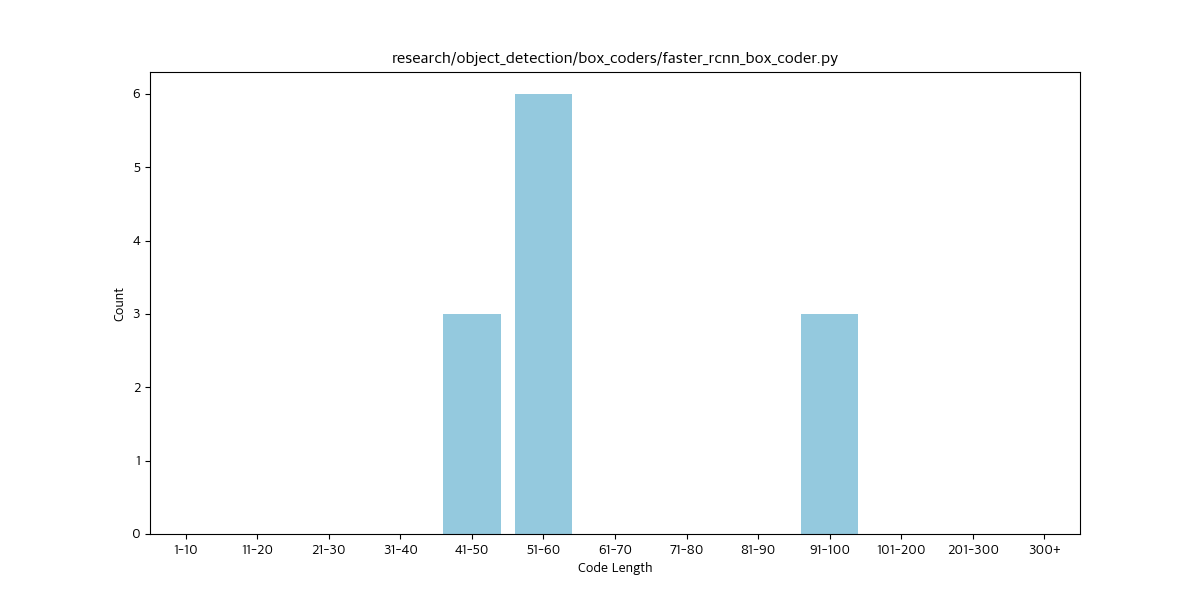 research/object_detection/box_coders/faster_rcnn_box_coder.py
6
5
4
3
2
1
0
Count
1-10 11-20 21-30 31-40 41-50 51-60 61-70 71-80 81-90 91-100 101-200 201-300 300+
Code Length